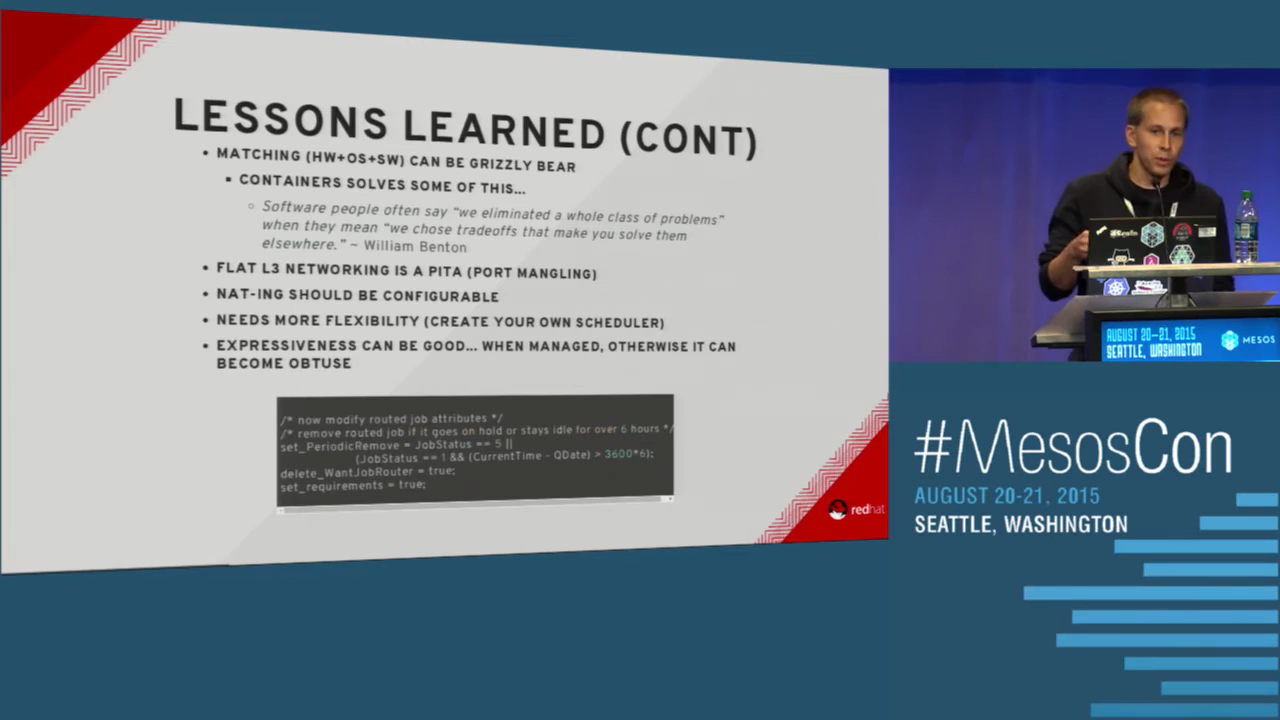 LESSONS LEARNED (CONT)
• MATCHING (HW+OS+SW) CAN BE GRIZZLY BEAR
▪ CONTAINERS SOLVES SOME OF THIS...
○ Software people often say “we eliminated a whole class of problems”
when they mean “we chose tradeoffs that make you solve them
elsewhere.” ~ William Benton
• FLAT L3 NETWORKING IS A PITA (PORT MANGLING)
• NAT-ING SHOULD BE CONFIGURABLE
• NEEDS MORE FLEXIBILITY (CREATE YOUR OWN SCHEDULER)
• EXPRESSIVENESS CAN BE GOOD... WHEN MANAGED, OTHERWISE IT CAN
BECOME OBTUSE
/* now modify routed job attributes */
/* remove routed job if it goes on hold or stays idle for over 6 hours */
set_PeriodicRemove = JobStatus == 5 ||
(JobStatus == 1 && (CurrentTime - QDate) > 3600*6);
delete_WantJobRouter = true;
set_requirements = true;
redhat
AUGUST 20-21, 2015
SEATTLE, WASHINGTON
MESOS
#MesosCon
AUGUST 20-21, 2015
SEATTLE, WASHINGTON